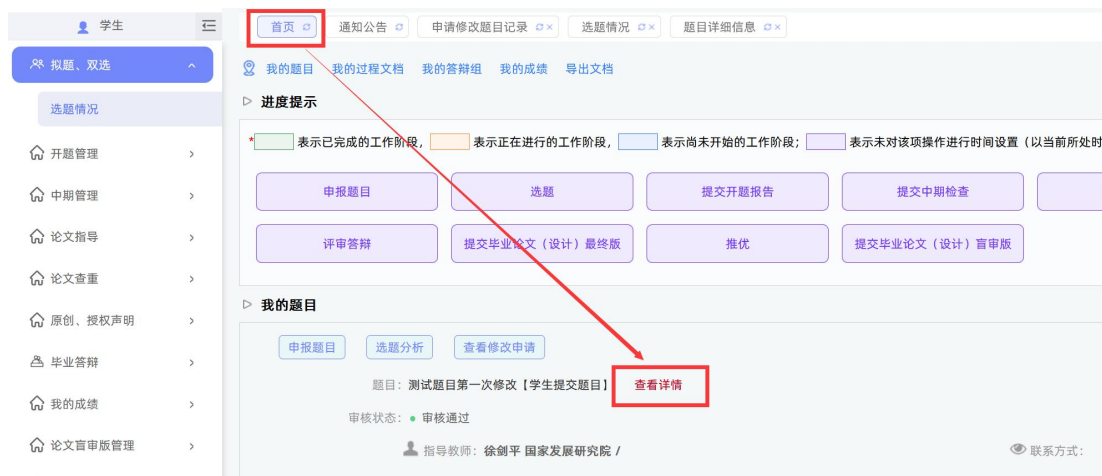 学生
首页
通知公告
申请修改题目记录
选题情况
题目详细信息
拟题、双选
选题情况
开题管理
中期管理
论文指导
论文查重
原创、授权声明
毕业答辩
我的成绩
论文盲审版管理
我的题目 我的过程文档 我的答辩组 我的成绩 导出文档
进度提示
* 表示已完成的工作阶段, 表示正在进行的工作阶段, 表示尚未开始的工作阶段; 表示未对该项操作进行时间设置(以当前所处时
申报题目 选题 提交开题报告 提交中期检查
评审答辩 提交毕业论文(设计)最终版 推优 提交毕业论文(设计)盲审版
我的题目
申报题目 选题分析 查看修改申请
题目: 测试题目第一次修改【学生提交题目】 查看详情
审核状态: 审核通过
指导教师: 徐剑平 国家发展研究院 / 联系方式: